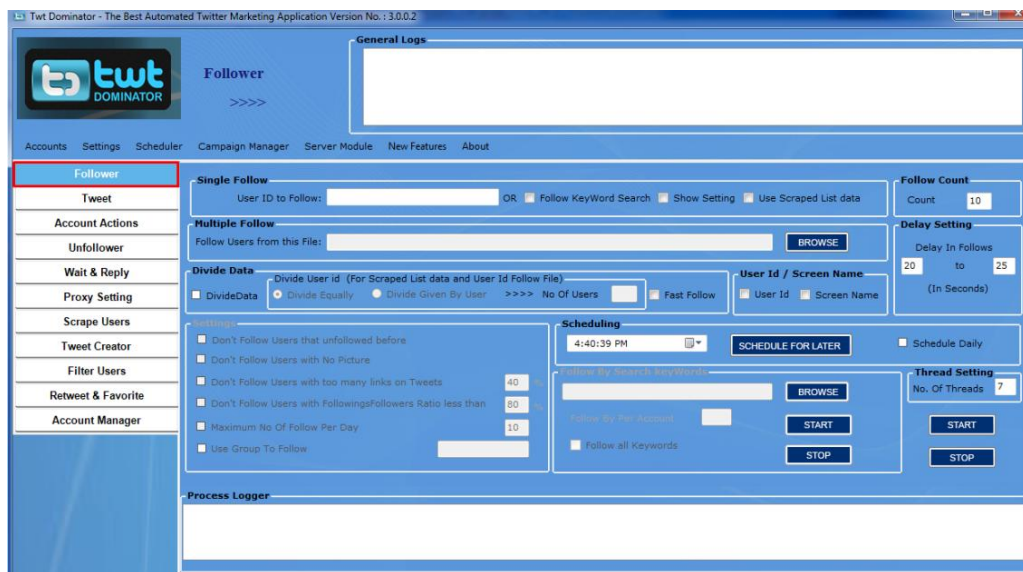 Twt Dominator - The Best Automated Twitter Marketing Application Version No. : 3.0.0.2
General Logs
twt
DOMINATOR
Follower
>>>>
Accounts Settings Scheduler Campaign Manager Server Module New Features About
Follower
Tweet
Account Actions
Unfollower
Wait & Reply
Proxy Setting
Scrape Users
Tweet Creator
Filter Users
Retweet & Favorite
Account Manager
Single Follow
User ID to Follow: OR Follow KeyWord Search Show Setting Use Scraped List data
Follow Count
Count 10
Multiple Follow
Follow Users from this File: BROWSE
Delay Setting
Delay In Follows
20 to 25
(In Seconds)
Divide Data
Divide User id (For Scraped List data and User Id Follow File)
DivideData Divide Equally Divide Given By User >>>> No Of Users Fast Follow
User Id / Screen Name
User Id Screen Name
Settings
Don't Follow Users that unfollowed before
Don't Follow Users with No Picture
Don't Follow Users with too many links on Tweets 40 %
Don't Follow Users with FollowingsFollowers Ratio less than 80 %
Maximum No Of Follow Per Day 10
Use Group To Follow
Scheduling
4:40:39 PM SCHEDULE FOR LATER Schedule Daily
Follow By Search KeyWords
BROWSE
Follow By Per Account START
Follow all Keywords STOP
Thread Setting
No. Of Threads 7
START
STOP
Process Logger